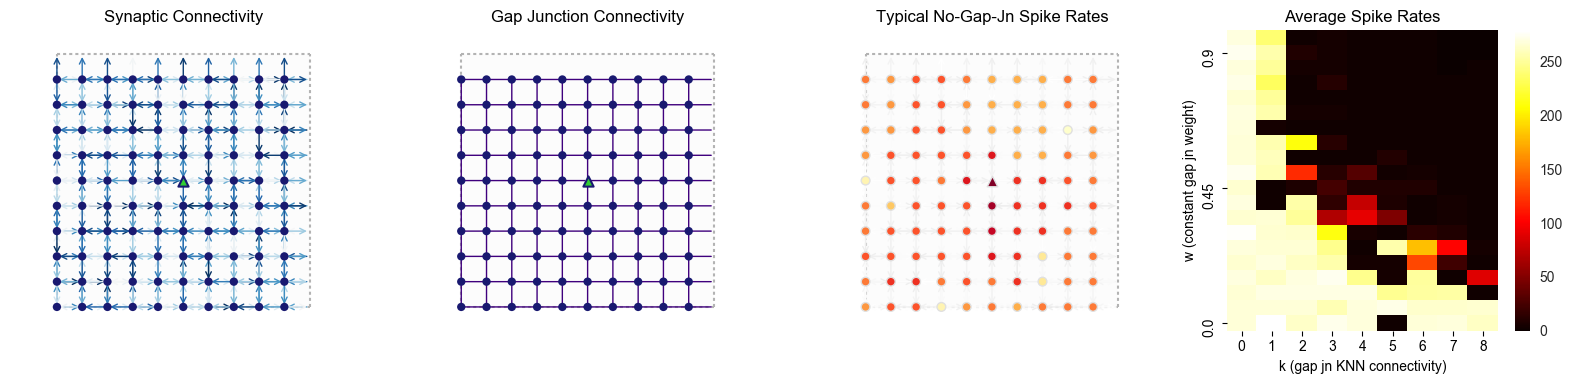 Synaptic Connectivity
Gap Junction Connectivity
Typical No-Gap-Jn Spike Rates
Average Spike Rates
w (constant gap jn weight)
0.9
0.45
0.0
0 1 2 3 4 5 6 7 8
k (gap jn KNN connectivity)
250
200
150
100
50
0